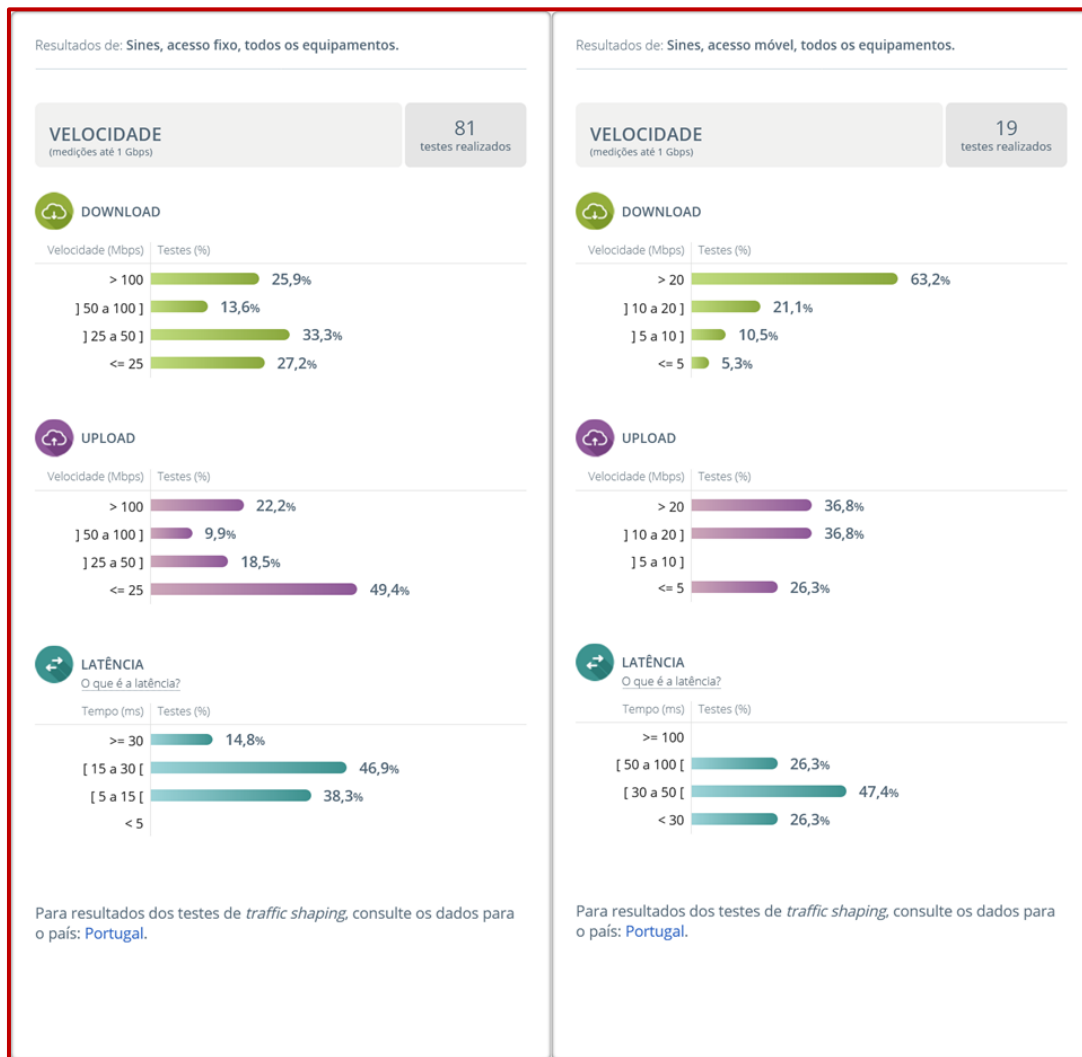 Resultados de: Sines, acesso fixo, todos os equipamentos.
VELOCIDADE
(medições até 1 Gbps)
81
testes realizados
DOWNLOAD
Velocidade (Mbps) Testes (%)
> 100 25,9%
] 50 a 100 ] 13,6%
] 25 a 50 ] 33,3%
<= 25 27,2%
UPLOAD
Velocidade (Mbps) Testes (%)
> 100 22,2%
] 50 a 100 ] 9,9%
] 25 a 50 ] 18,5%
<= 25 49,4%
LATÊNCIA
O que é a latência?
Tempo (ms) Testes (%)
>= 30 14,8%
[ 15 a 30 [ 46,9%
[ 5 a 15 [ 38,3%
< 5
Para resultados dos testes de traffic shaping, consulte os dados para
o país: Portugal.
Resultados de: Sines, acesso móvel, todos os equipamentos.
VELOCIDADE
(medições até 1 Gbps)
19
testes realizados
DOWNLOAD
Velocidade (Mbps) Testes (%)
> 20 63,2%
] 10 a 20 ] 21,1%
] 5 a 10 ] 10,5%
<= 5 5,3%
UPLOAD
Velocidade (Mbps) Testes (%)
> 20 36,8%
] 10 a 20 ] 36,8%
] 5 a 10 ]
<= 5 26,3%
LATÊNCIA
O que é a latência?
Tempo (ms) Testes (%)
>= 100
[ 50 a 100 [ 26,3%
[ 30 a 50 [ 47,4%
< 30 26,3%
Para resultados dos testes de traffic shaping, consulte os dados para
o país: Portugal.